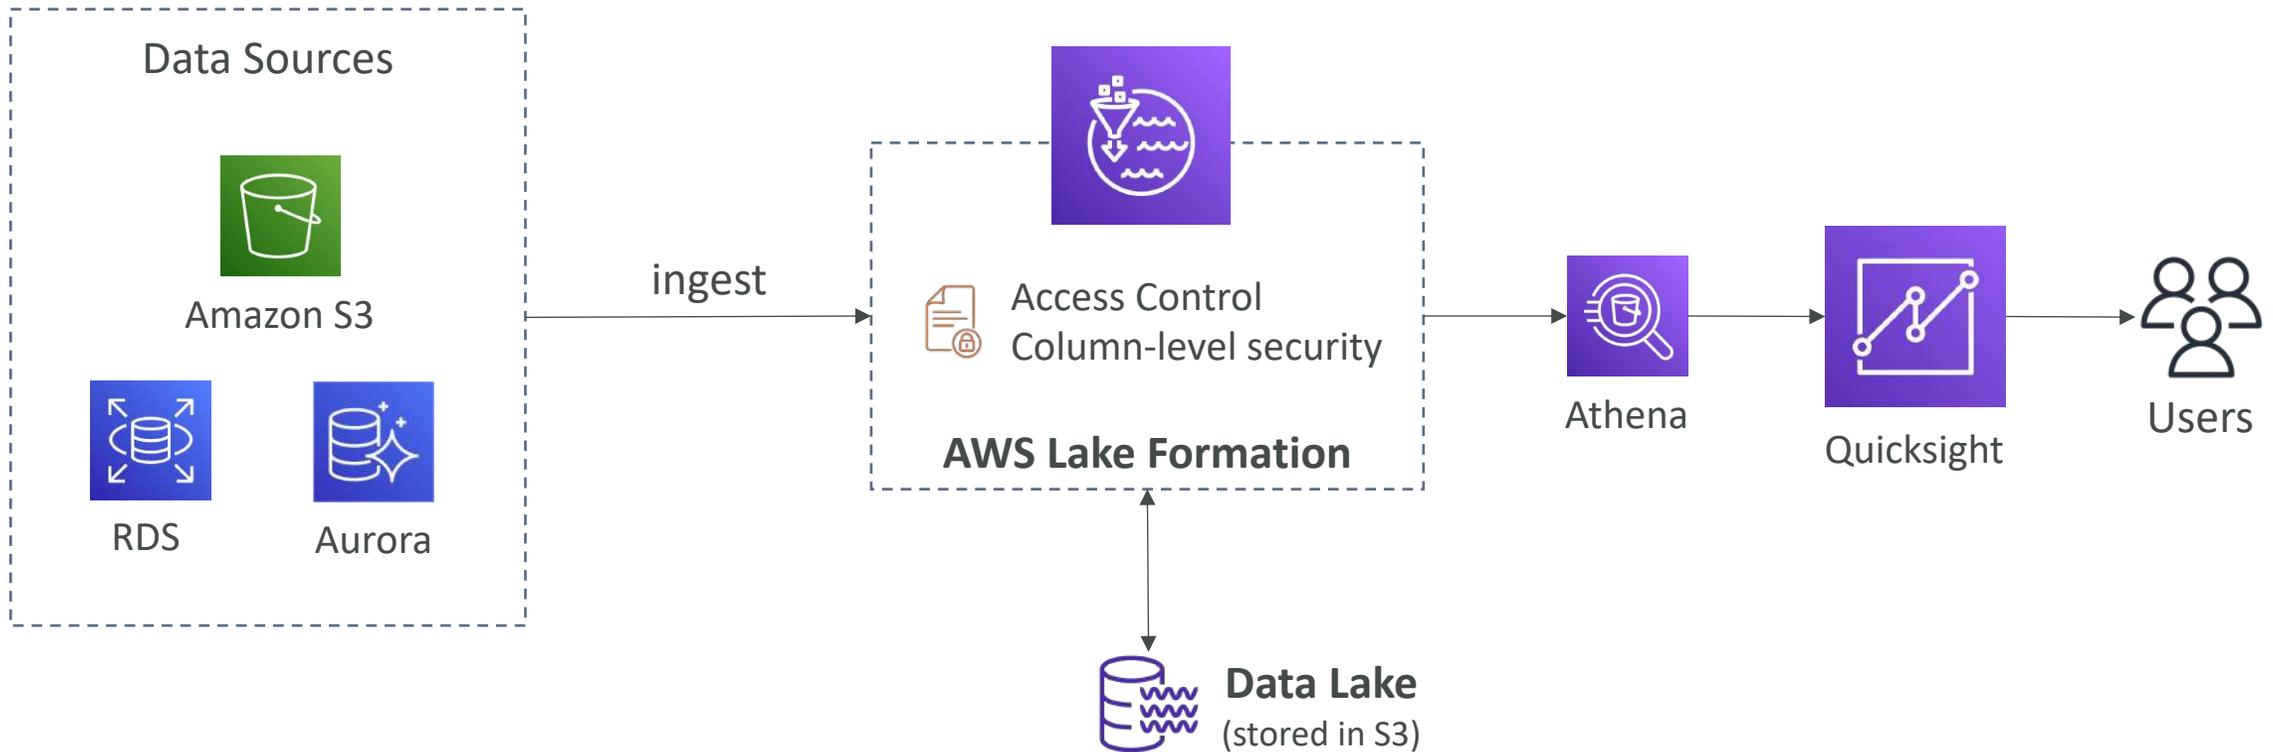 Data Sources
Amazon S3
RDS
Aurora
ingest
Access Control
Column-level security
AWS Lake Formation
Data Lake
(stored in S3)
Athena
Quicksight
Users